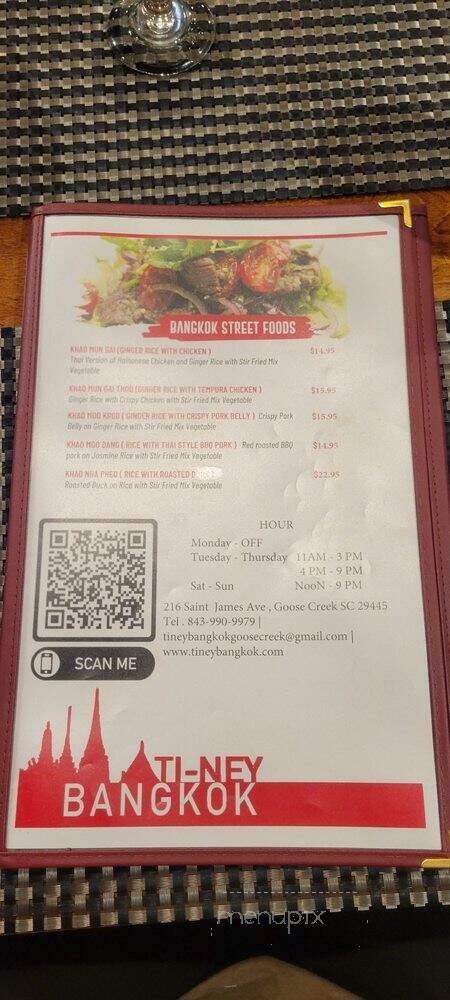 BANGKOK STREET FOODS
KHAO MUN GAI (GINGER RICE WITH CHICKEN ) $14.95
Thai Version of Hainanese Chicken and Ginger Rice with Stir Fried Mix
Vegetable
KHAO MUN GAI THOD (GINGER RICE WITH TEMPURA CHICKEN ) $15.95
Ginger Rice with Crispy Chicken with Stir Fried Mix Vegetable
KHAO MOO KROB ( GINGER RICE WITH CRISPY PORK BELLY ) Crispy Pork $15.95
Belly on Ginger Rice with Stir Fried Mix Vegetable
KHAO MOO DANG ( RICE WITH THAI STYLE BBQ PORK ) Red roasted BBQ $14.95
pork on Jasmine Rice with Stir Fried Mix Vegetable
KHAO NHA PHED ( RICE WITH ROASTED $22.95
Roasted Duck on Rice with Stir Fried Mix Vegetable
HOUR
Monday - OFF
Tuesday - Thursday 11AM - 3 PM
4 PM - 9 PM
Sat - Sun NooN - 9 PM
216 Saint James Ave , Goose Creek SC 29445
Tel . 843-990-9979 |
tineybangkokgoosecreek@gmail.com |
www.tineybangkok.com
SCAN ME
TI-NEY
BANGKOK
menupix